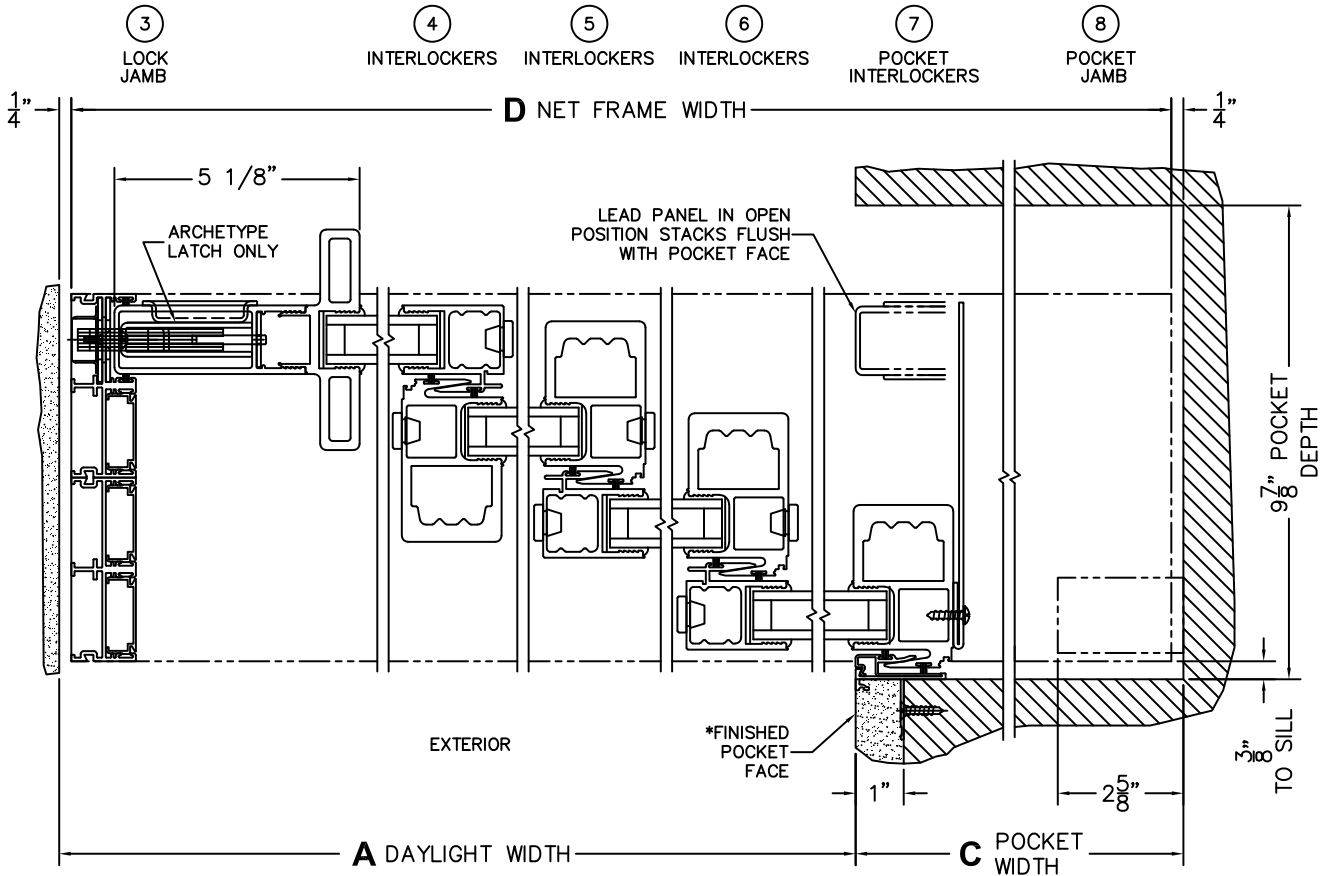 3
LOCK
JAMB
4
INTERLOCKERS
5
INTERLOCKERS
6
INTERLOCKERS
7
POCKET
INTERLOCKERS
8
POCKET
JAMB
1/4"
D NET FRAME WIDTH
1/4"
5 1/8"
ARCHETYPE
LATCH ONLY
LEAD PANEL IN OPEN
POSITION STACKS FLUSH
WITH POCKET FACE
9 7/8" POCKET
DEPTH
EXTERIOR
*FINISHED
POCKET
FACE
1"
2 5/8"
3/8"
TO SILL
A DAYLIGHT WIDTH
C POCKET
WIDTH